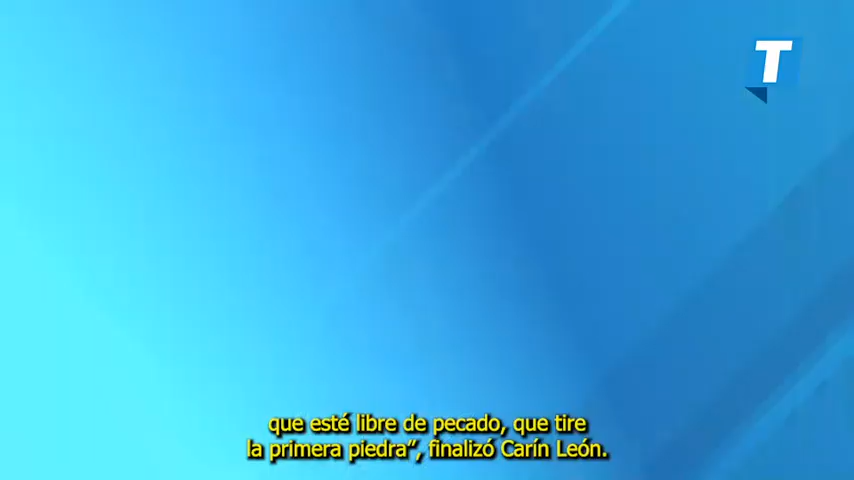 T
que esté libre de pecado, que tire
la primera piedra”, finalizó Carín León.